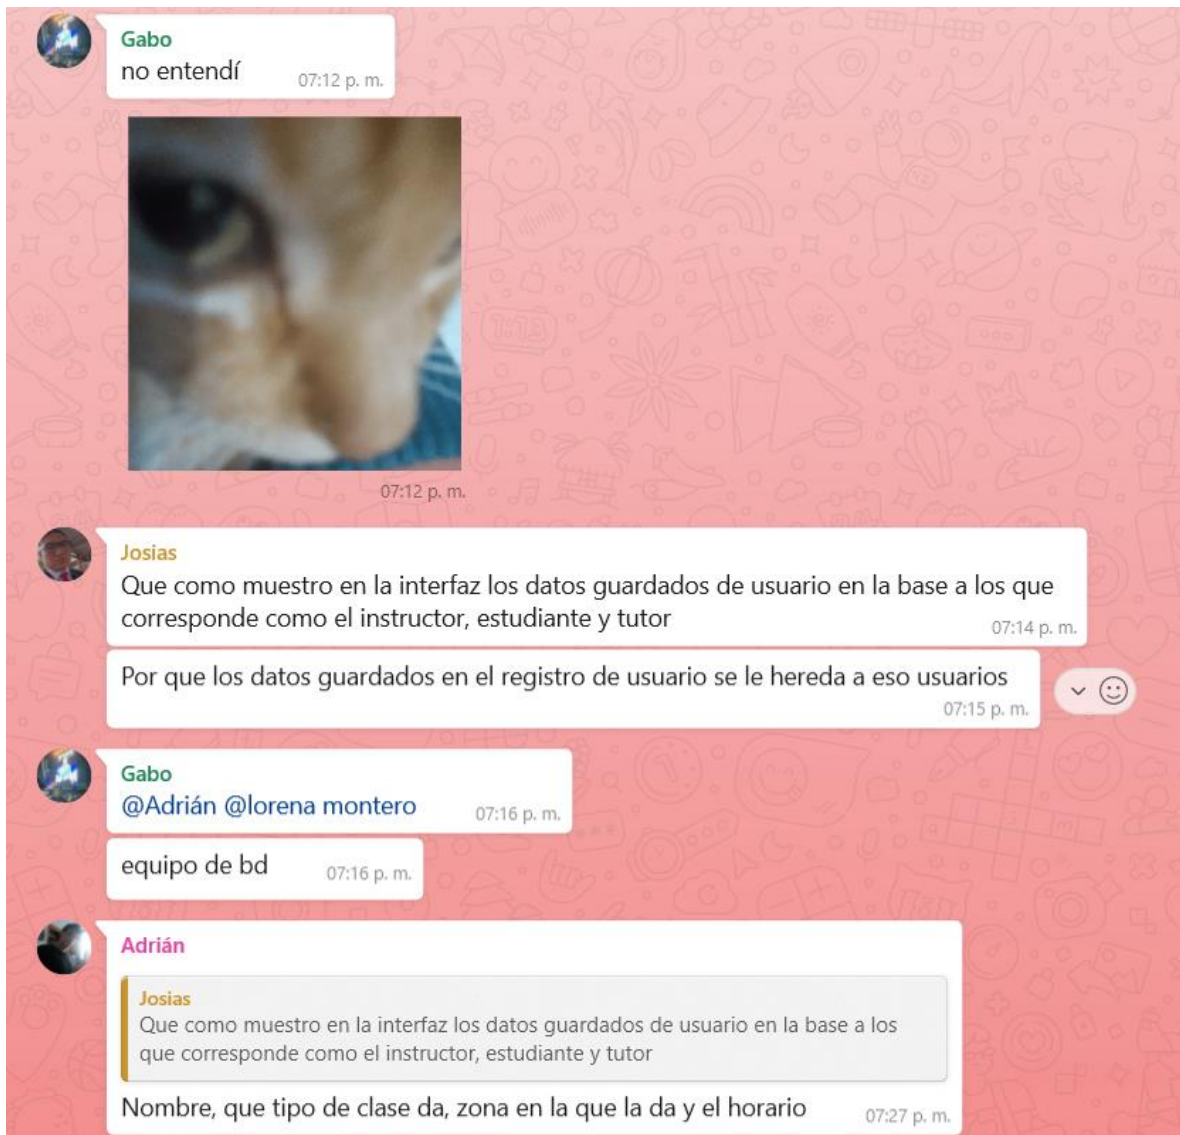 Gabo
no entendí
07:12 p. m.
07:12 p. m.
Josias
Que como muestro en la interfaz los datos guardados de usuario en la base a los que
corresponde como el instructor, estudiante y tutor
07:14 p. m.
Por que los datos guardados en el registro de usuario se le hereda a eso usuarios
07:15 p. m.
Gabo
@Adrián @lorena montero
07:16 p. m.
equipo de bd
07:16 p. m.
Adrián
Josias
Que como muestro en la interfaz los datos guardados de usuario en la base a los
que corresponde como el instructor, estudiante y tutor
Nombre, que tipo de clase da, zona en la que la da y el horario
07:27 p. m.